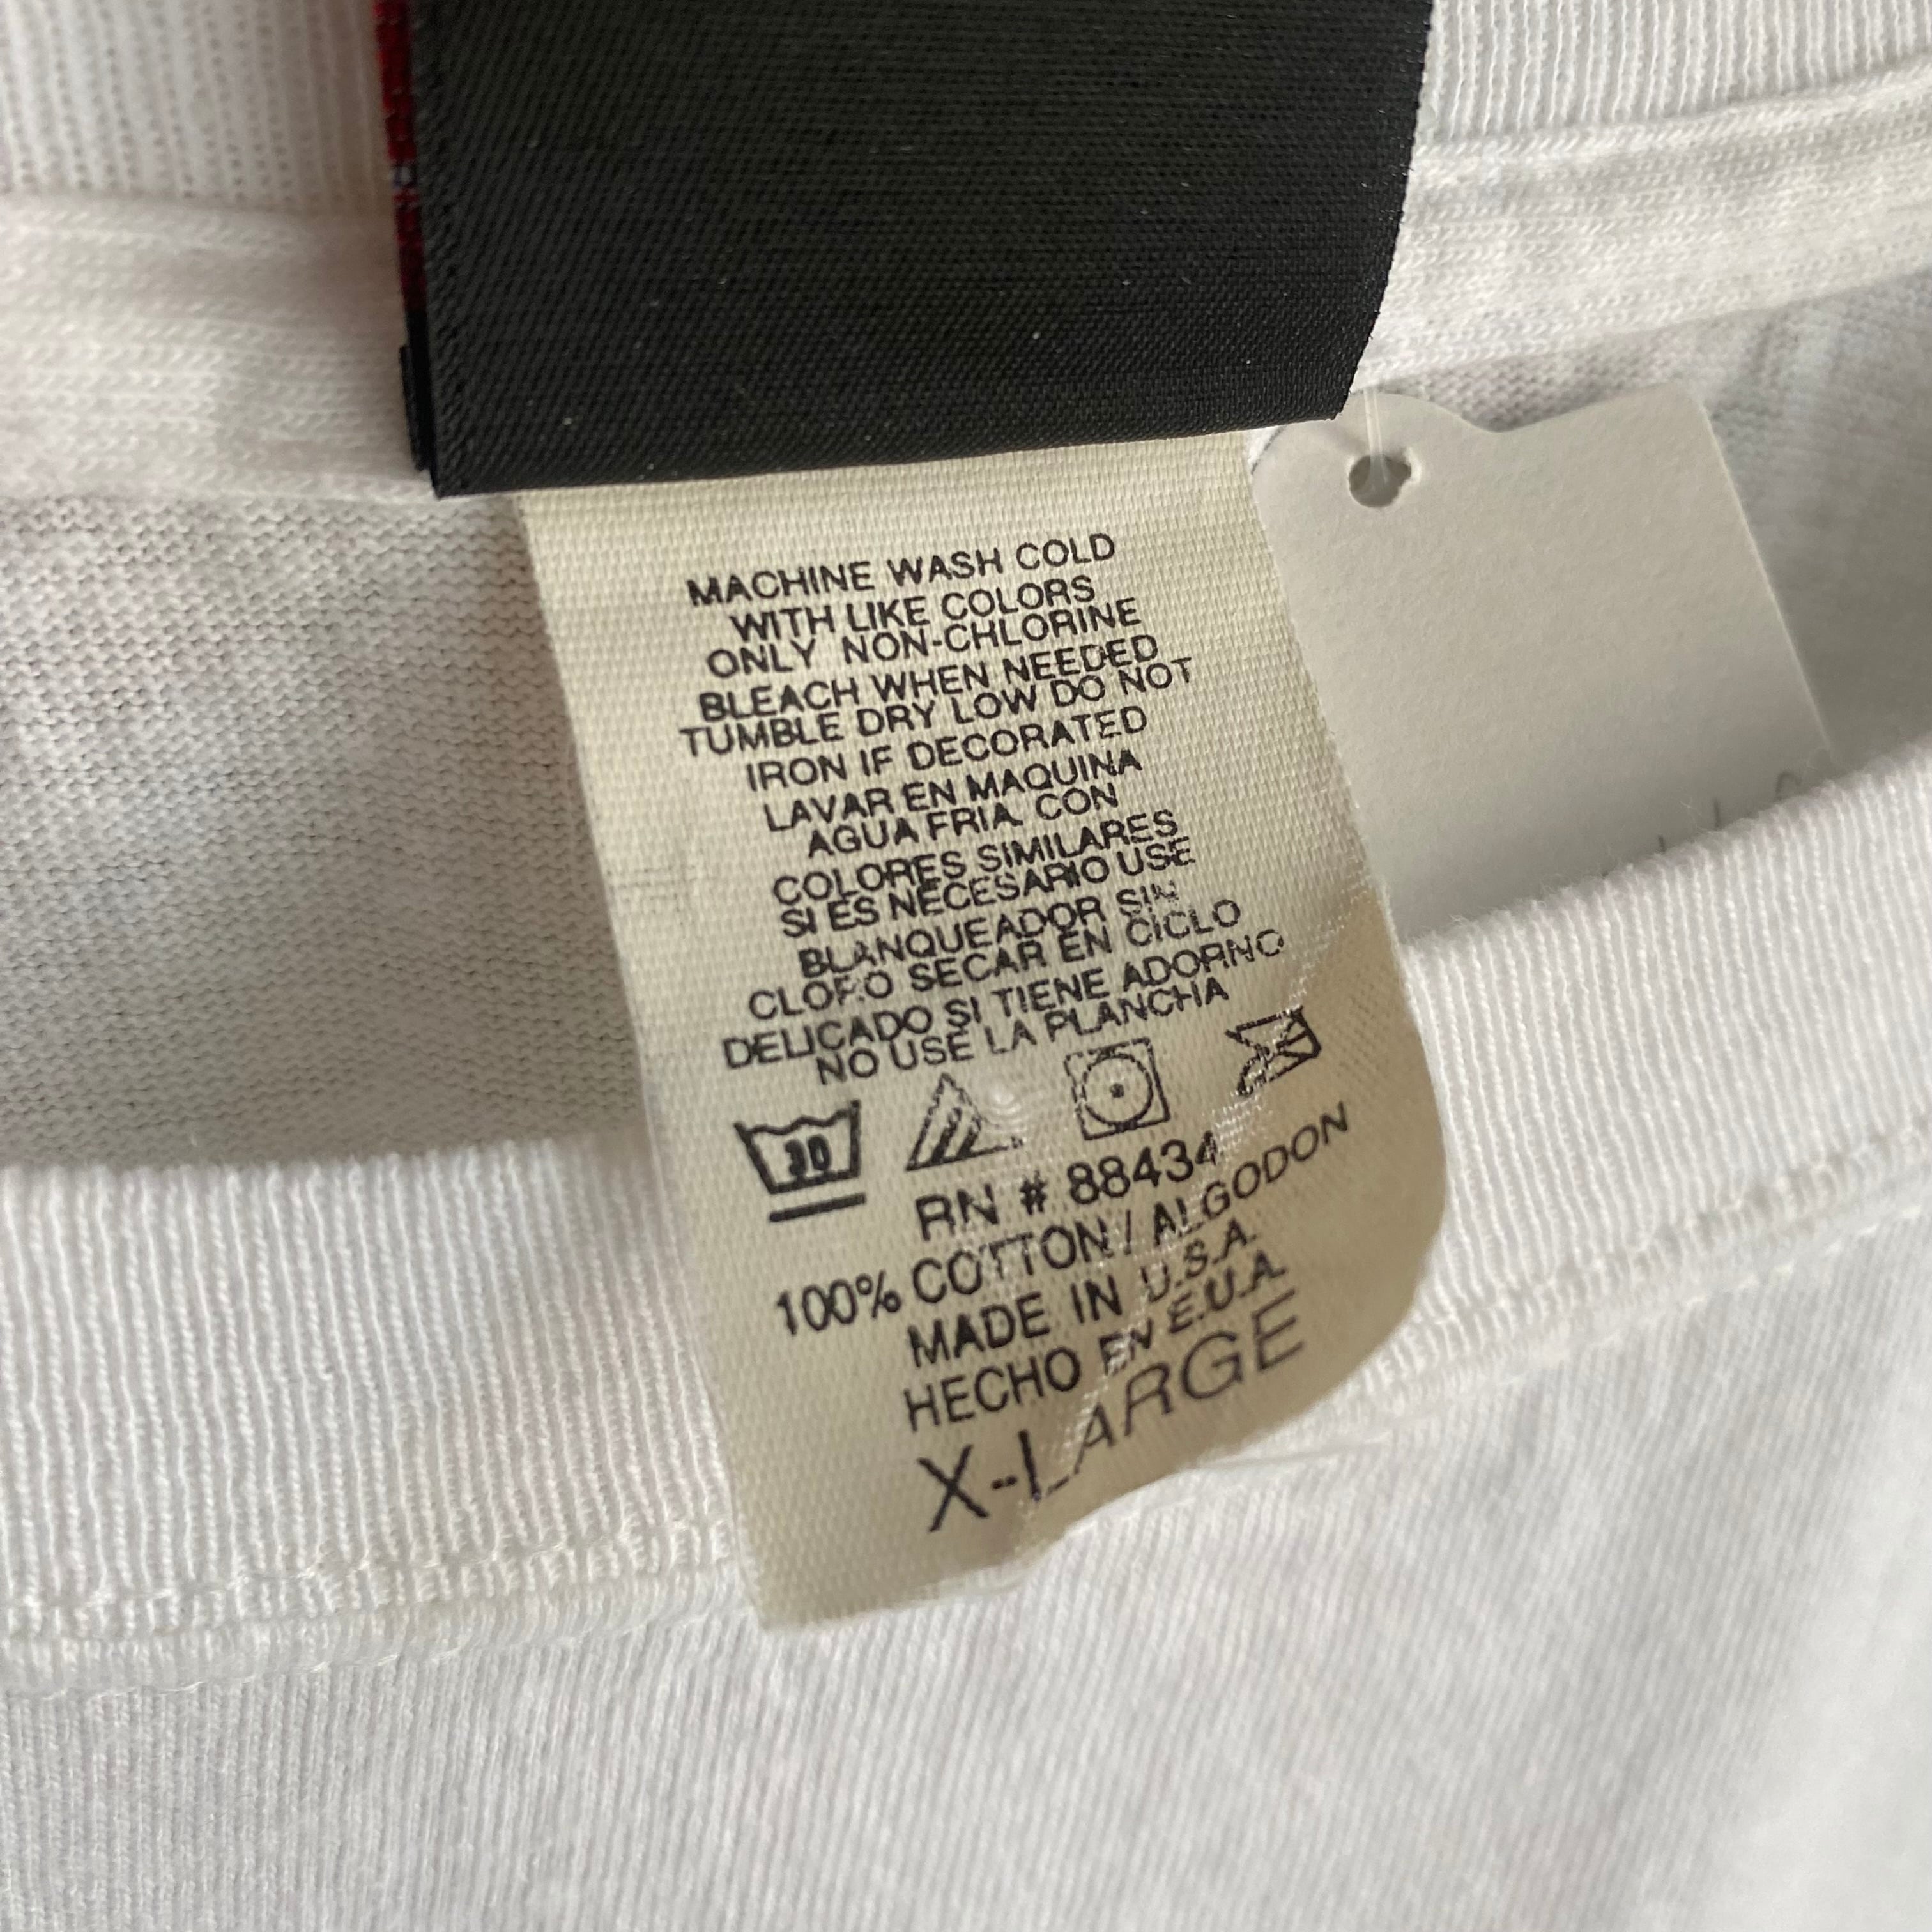 MACHINE WASH COLD
WITH LIKE COLORS
ONLY NON-CHLORINE
BLEACH WHEN NEEDED
TUMBLE DRY LOW DO NOT
IRON IF DECORATED
LAVAR EN MAQUINA
AGUA FRIA. CON
COLORES SIMILARES
SI ES NECESARIO USE
BLANQUEADOR SIN
CLORO SECAR EN CICLO
DELICADO SI TIENE ADORNO
NO USE LA PLANCHA
30
RN # 88434
100% COTTON / ALGODON
MADE IN U.S.A.
HECHO EN E.U.A.
X-LARGE